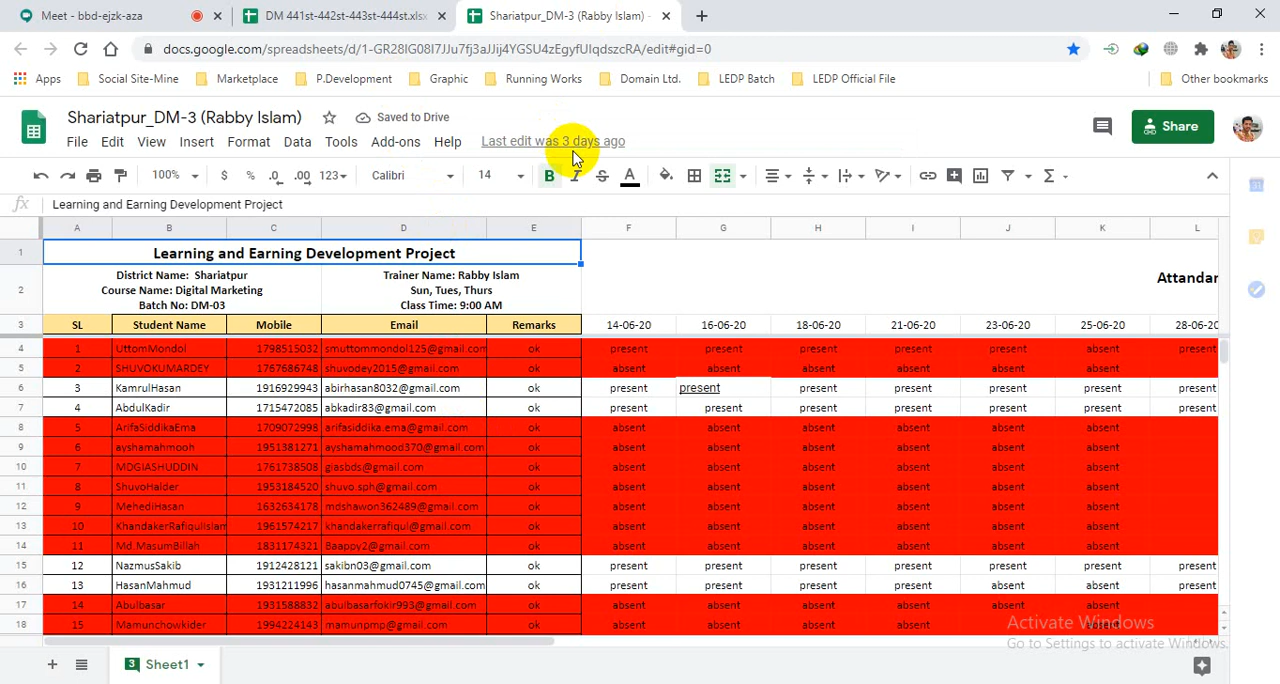 Meet - bbd-ejzk-aza
DM 441st-442st-443st-444st.xlsx
Shariatpur_DM-3 (Rabby Islam) -
docs.google.com/spreadsheets/d/1-GR28IG08I7JJu7fj3aJJij4YGSU4zEgyfUIqdszcRA/edit#gid=0
Apps Social Site-Mine Marketplace P.Development Graphic Running Works Domain Ltd. LEDP Batch LEDP Official File Other bookmarks
Shariatpur_DM-3 (Rabby Islam) Saved to Drive
File Edit View Insert Format Data Tools Add-ons Help Last edit was 3 days ago
Share
100% $ % .0 .00 123 Calibri 14 B I S A
fx Learning and Earning Development Project
A B C D E F G H I J K L
1 Learning and Earning Development Project
2 District Name: Shariatpur Trainer Name: Rabby Islam
Course Name: Digital Marketing Sun, Tues, Thurs Attandar
Batch No: DM-03 Class Time: 9:00 AM
3 SL Student Name Mobile Email Remarks 14-06-20 16-06-20 18-06-20 21-06-20 23-06-20 25-06-20 28-06-20
4 1 UttomMondol 1798515032 smuttommondol125@gmail.com ok present present present present present absent present
5 2 SHUVOKUMARDEY 1767686748 shuvodey2015@gmail.com ok absent absent absent absent absent absent
6 3 KamrulHasan 1916929943 abirhasan8032@gmail.com ok present present present present present present present
7 4 AbdulKadir 1715472085 abkadir83@gmail.com ok present present present present present present present
8 5 ArifaSiddikaEma 1709072998 arifasiddika.ema@gmail.com ok absent absent absent absent absent absent
9 6 ayshamahmooh 1951381271 ayshamahmood370@gmail.com ok absent absent absent absent absent absent
10 7 MDGIASHUDDIN 1761738508 giasbds@gmail.com ok absent absent absent absent absent absent
11 8 ShuvoHalder 1953184520 shuvo.sph@gmail.com ok absent absent absent absent absent absent
12 9 MehediHasan 1632634178 mdshawon362489@gmail.com ok absent absent absent absent absent absent
13 10 KhandakerRafiqulIslam 1961574217 khandakerrafiqul@gmail.com ok absent absent absent absent absent absent
14 11 Md.MasumBillah 1831174321 8aappy2@gmail.com ok absent absent absent absent absent absent
15 12 NazmusSakib 1912428121 sakibn03@gmail.com ok present present present present present present present
16 13 HasanMahmud 1931211996 hasanmahmud0745@gmail.com ok present present present present absent present present
17 14 Abulbasar 1931588832 abulbasarfokir993@gmail.com ok absent absent absent absent absent absent
18 15 Mamunchowkider 1994224143 mamunpmp@gmail.com ok absent absent absent absent absent absent
Activate Windows
Go to Settings to activate Windows.
3 Sheet1